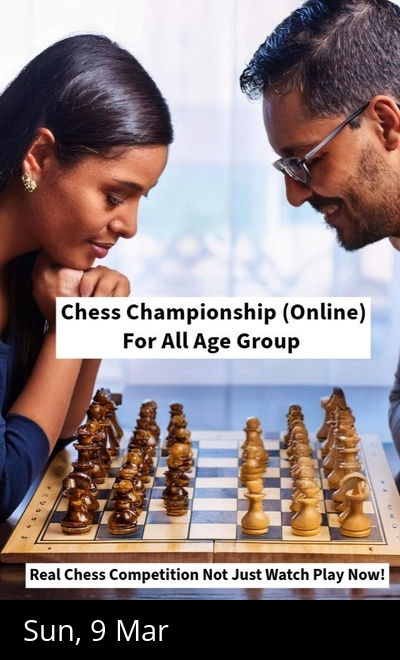 Chess Championship (Online)
For All Age Group
Real Chess Competition Not Just Watch Play Now!
Sun, 9 Mar